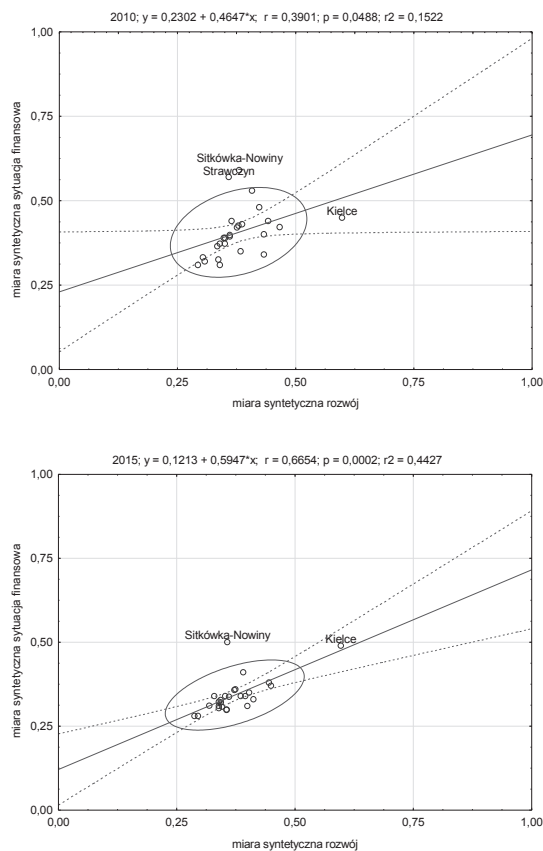 2010; y = 0,2302 + 0,4647*x; r = 0,3901; p = 0,0488; r2 = 0,1522
1,00
0,75
0,50
0,25
0,00
miara syntetyczna sytuacja finansowa
Sitkówka-Nowiny
Strawczyn
Kielce
0,00 0,25 0,50 0,75 1,00
miara syntetyczna rozwój
2015; y = 0,1213 + 0,5947*x; r = 0,6654; p = 0,0002; r2 = 0,4427
1,00
0,75
0,50
0,25
0,00
miara syntetyczna sytuacja finansowa
Sitkówka-Nowiny
Kielce
0,00 0,25 0,50 0,75 1,00
miara syntetyczna rozwój